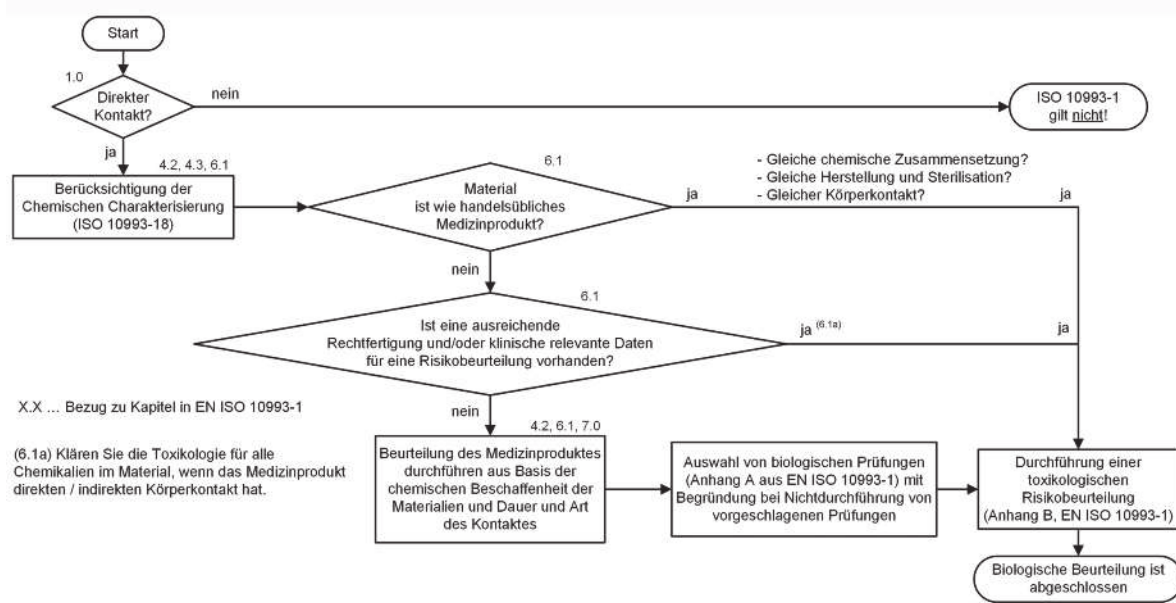 Start
1.0
Direkter
Kontakt?
nein
ISO 10993-1
gilt nicht!
ja
4.2, 4.3, 6.1
Berücksichtigung der
Chemischen Charakterisierung
(ISO 10993-18)
6.1
Material
ist wie handelsübliches
Medizinprodukt?
ja
- Gleiche chemische Zusammensetzung?
- Gleiche Herstellung und Sterilisation?
- Gleicher Körperkontakt?
ja
nein
6.1
Ist eine ausreichende
Rechtfertigung und/oder klinische relevante Daten
für eine Risikobeurteilung vorhanden?
ja (6.1a)
ja
nein
X.X ... Bezug zu Kapitel in EN ISO 10993-1
(6.1a) Klären Sie die Toxikologie für alle
Chemikalien im Material, wenn das Medizinprodukt
direkten / indirekten Körperkontakt hat.
4.2, 6.1, 7.0
Beurteilung des Medizinproduktes
durchführen aus Basis der
chemischen Beschaffenheit der
Materialien und Dauer und Art
des Kontaktes
Auswahl von biologischen Prüfungen
(Anhang A aus EN ISO 10993-1) mit
Begründung bei Nichtdurchführung von
vorgeschlagenen Prüfungen
Durchführung einer
toxikologischen
Risikobeurteilung
(Anhang B, EN ISO 10993-1)
Biologische Beurteilung ist
abgeschlossen